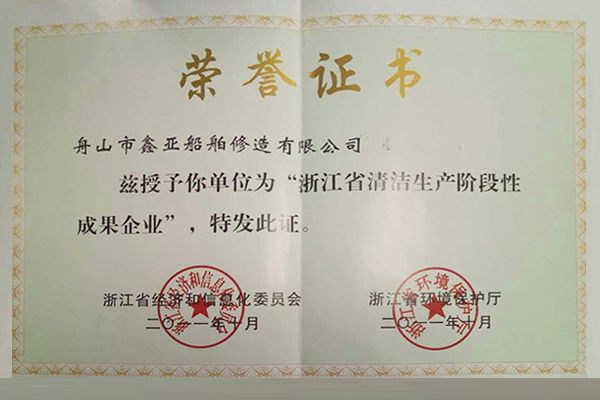 荣誉证书
舟山市鑫亚船舶修造有限公司
兹授予你单位为“浙江省清洁生产阶段性
成果企业”，特发此证。
浙江省经济和信息化委员会
浙江省环境保护厅
二〇一一年十月
二〇一一年十月